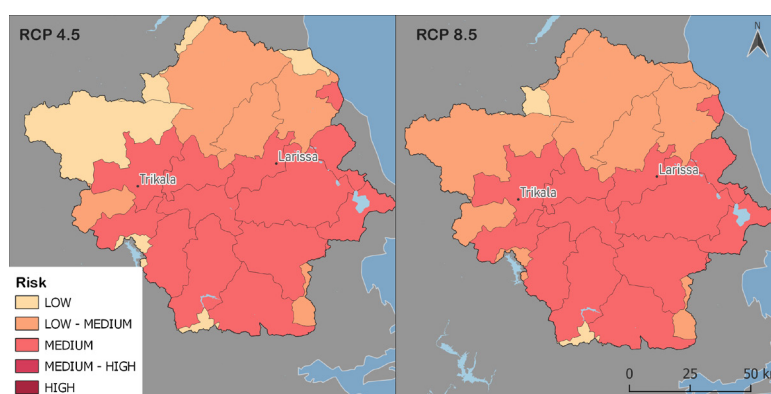 RCP 4.5
RCP 8.5
N
Larissa
Trikala
Larissa
Trikala
Risk
LOW
LOW - MEDIUM
MEDIUM
MEDIUM - HIGH
HIGH
0 25 50 km